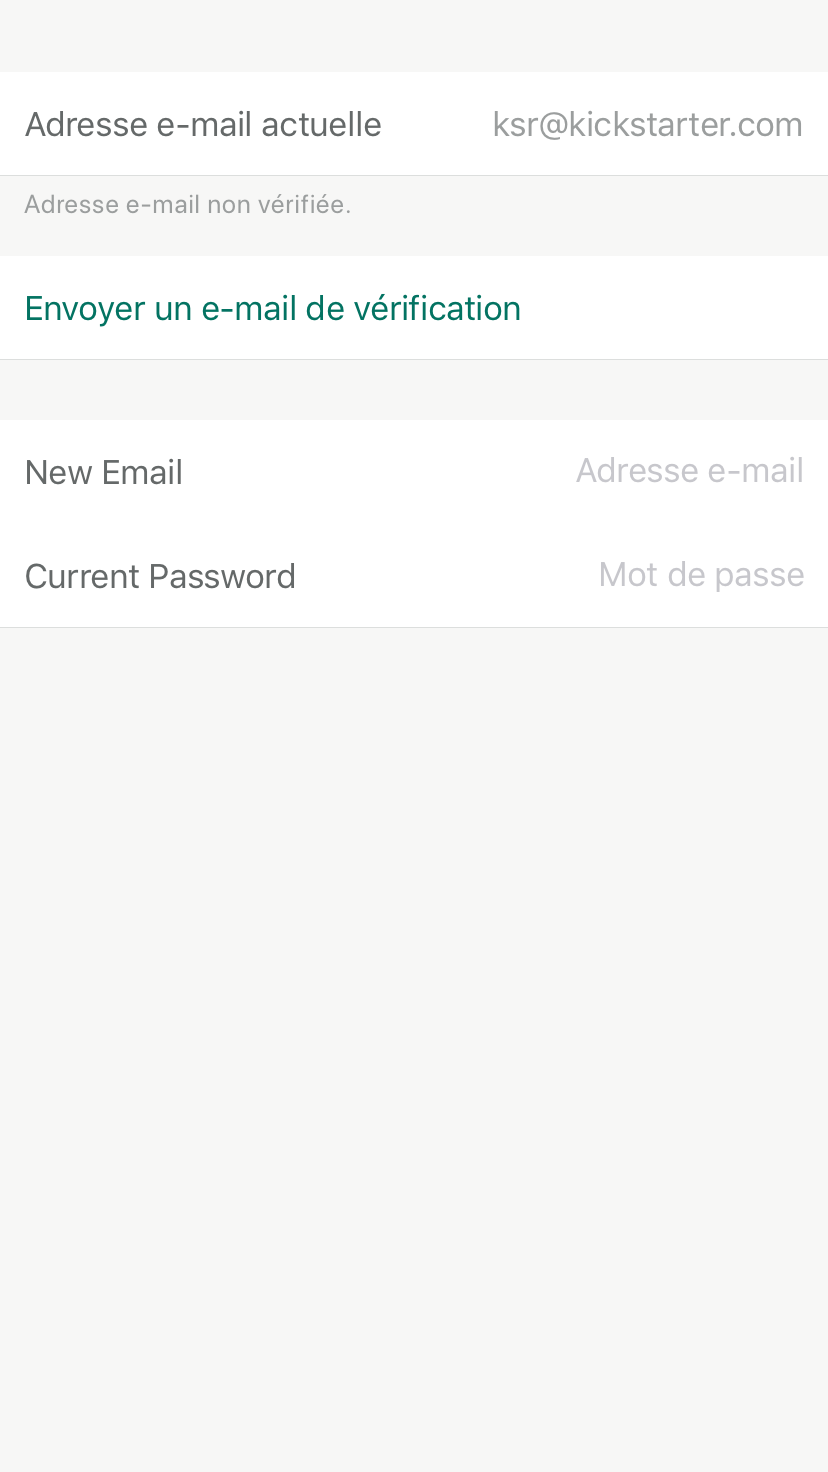 Adresse e-mail actuelle ksr@kickstarter.com
Adresse e-mail non vérifiée.
Envoyer un e-mail de vérification
New Email Adresse e-mail
Current Password Mot de passe